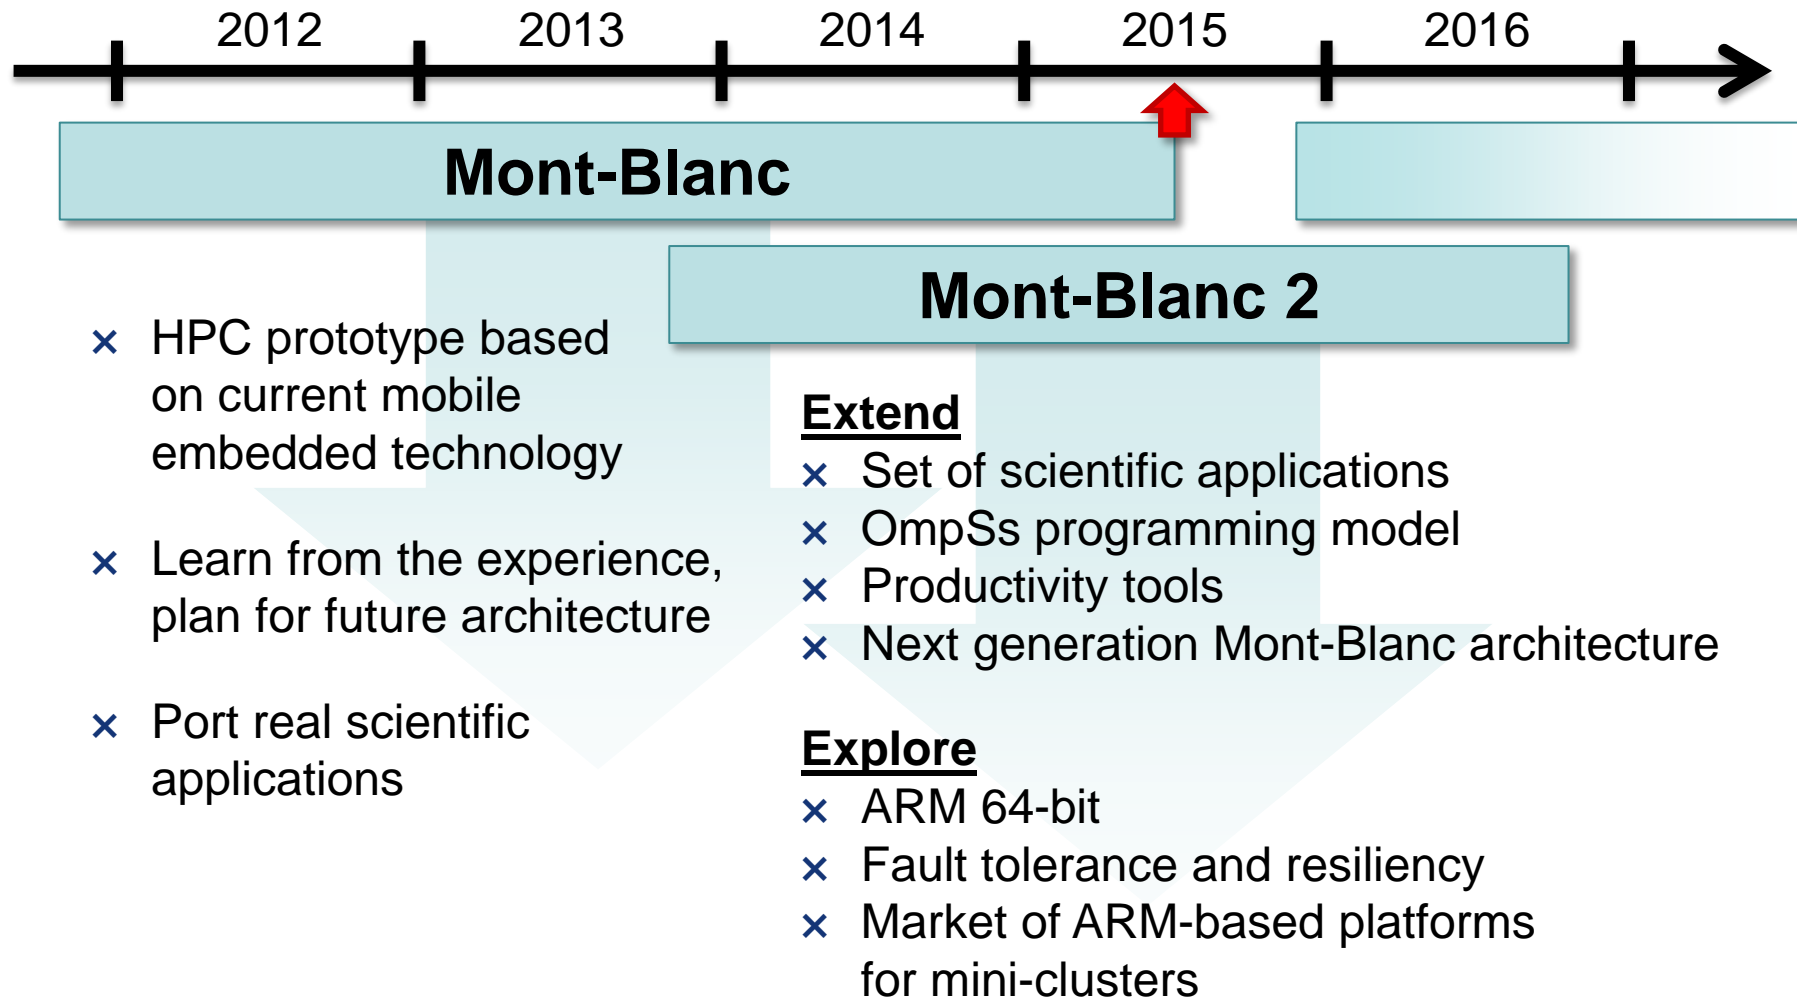 2012 2013 2014 2015 2016
Mont-Blanc
Mont-Blanc 2
× HPC prototype based
on current mobile
embedded technology
× Learn from the experience,
plan for future architecture
× Port real scientific
applications
Extend
× Set of scientific applications
× OmpSs programming model
× Productivity tools
× Next generation Mont-Blanc architecture
Explore
× ARM 64-bit
× Fault tolerance and resiliency
× Market of ARM-based platforms
for mini-clusters